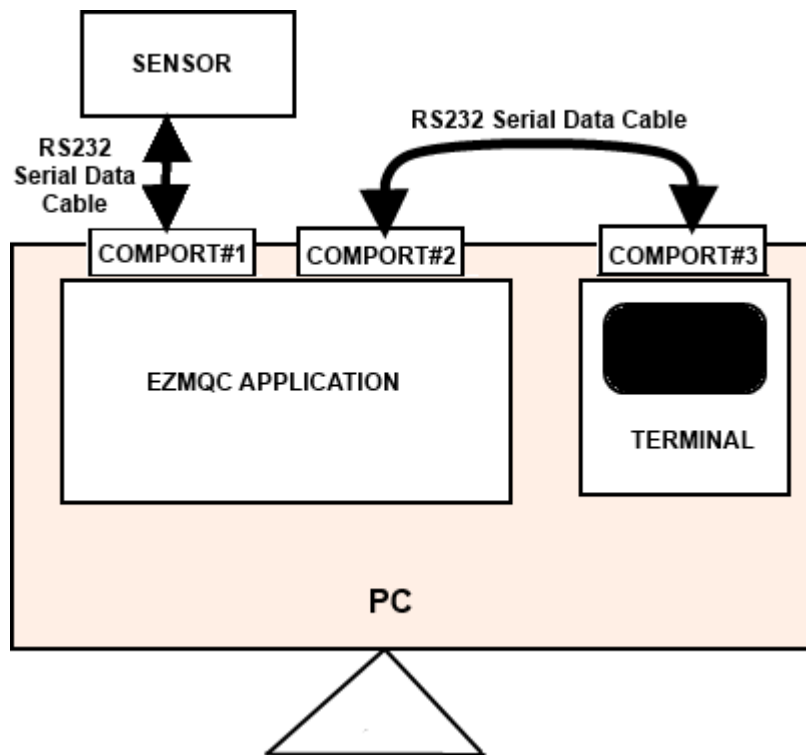 SENSOR
RS232 Serial Data Cable
RS232
Serial Data
Cable
COMPORT#1
COMPORT#2
COMPORT#3
EZMQC APPLICATION
TERMINAL
PC